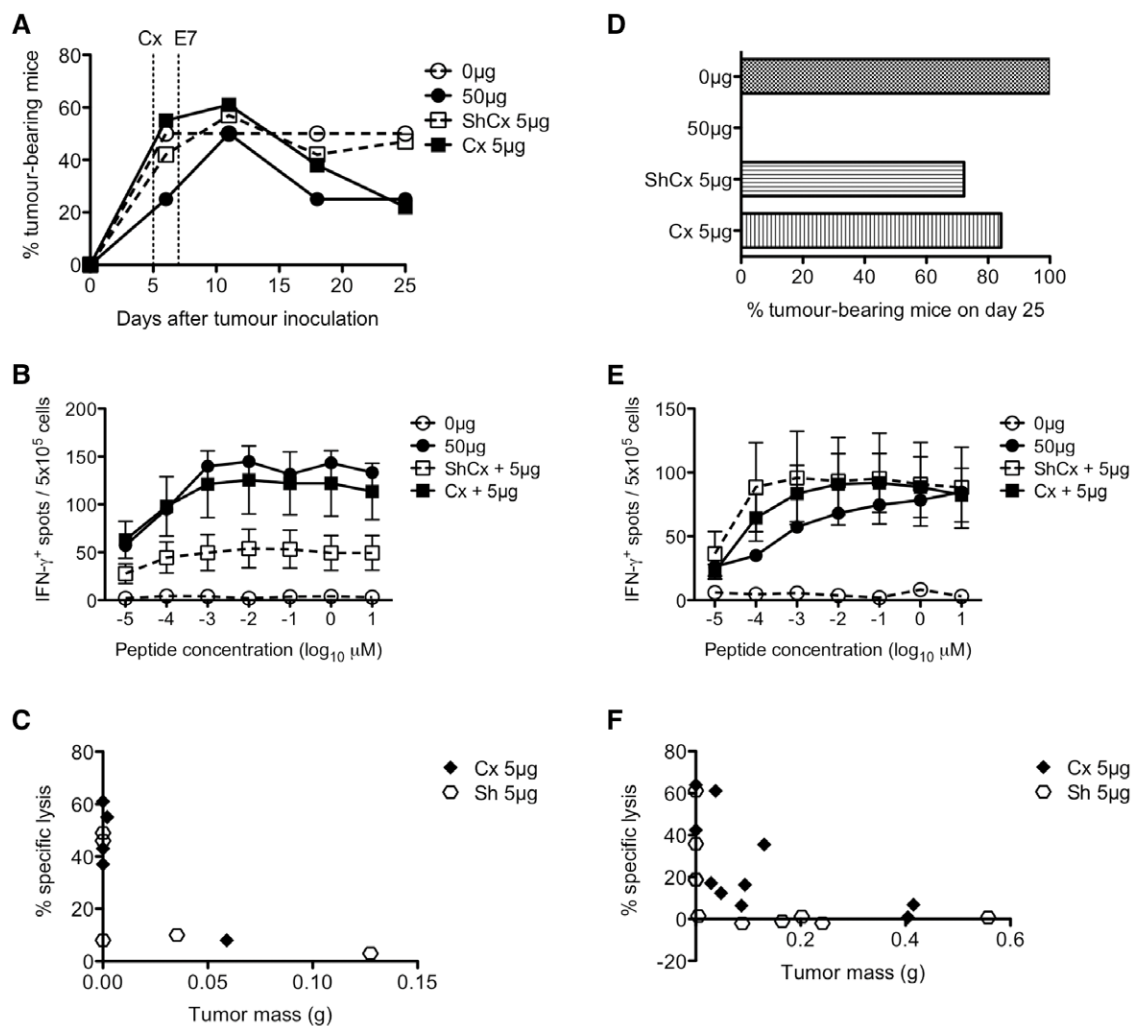 A
Cx E7
% tumour-bearing mice
80
60
40
20
0
0 5 10 15 20 25
Days after tumour inoculation
0µg
50µg
ShCx 5µg
Cx 5µg
D
0µg
50µg
ShCx 5µg
Cx 5µg
0 20 40 60 80 100
% tumour-bearing mice on day 25
B
IFN-γ⁺ spots / 5x10⁵ cells
200
150
100
50
0
-5 -4 -3 -2 -1 0 1
Peptide concentration (log₁₀ µM)
0µg
50µg
ShCx + 5µg
Cx + 5µg
E
IFN-γ⁺ spots / 5x10⁵ cells
150
100
50
0
-5 -4 -3 -2 -1 0 1
Peptide concentration (log₁₀ µM)
0µg
50µg
ShCx + 5µg
Cx + 5µg
C
% specific lysis
80
60
40
20
0
0.00 0.05 0.10 0.15
Tumor mass (g)
Cx 5µg
Sh 5µg
F
% specific lysis
80
60
40
20
0
-20
0.2 0.4 0.6
Tumor mass (g)
Cx 5µg
Sh 5µg